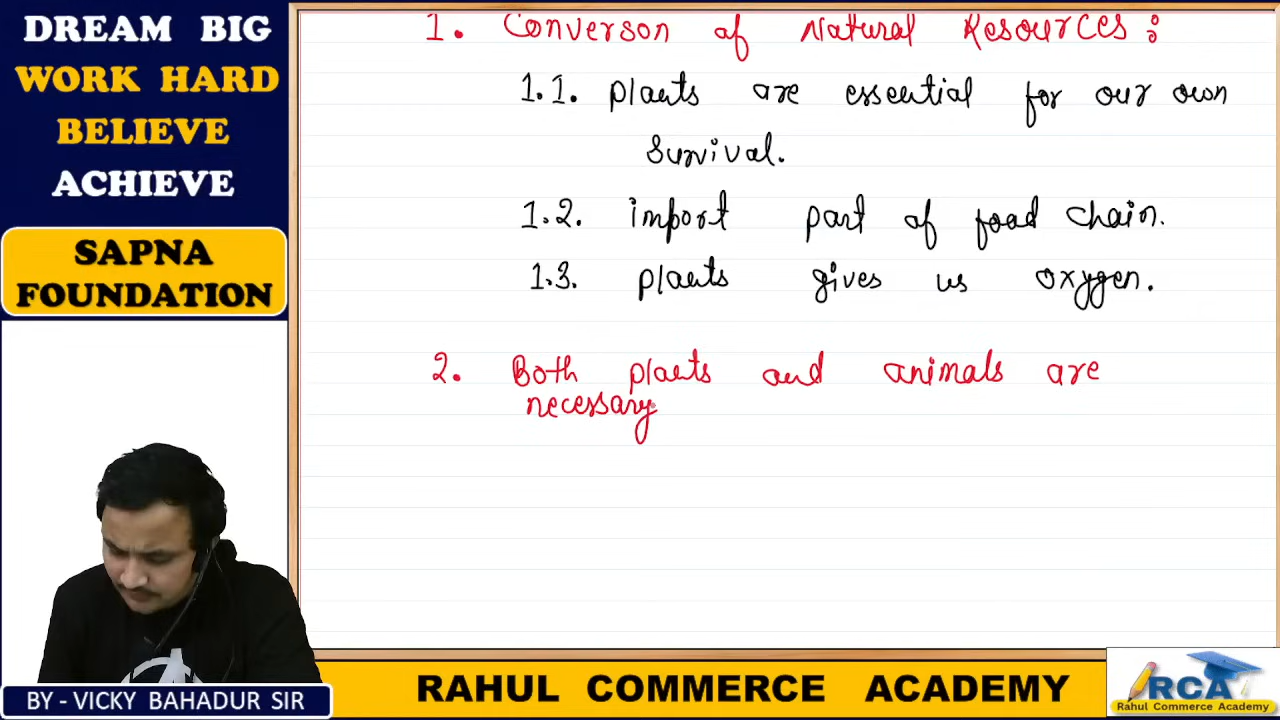 DREAM BIG
WORK HARD
BELIEVE
ACHIEVE
SAPNA
FOUNDATION
1. Converson of Natural Resources:
1.1. plants are essential for our own
survival.
1.2. import part of food chain.
1.3. plants gives us oxygen.
2. Both plants and animals are
necessary
BY - VICKY BAHADUR SIR
RAHUL COMMERCE ACADEMY
RCA
Rahul Commerce Academy